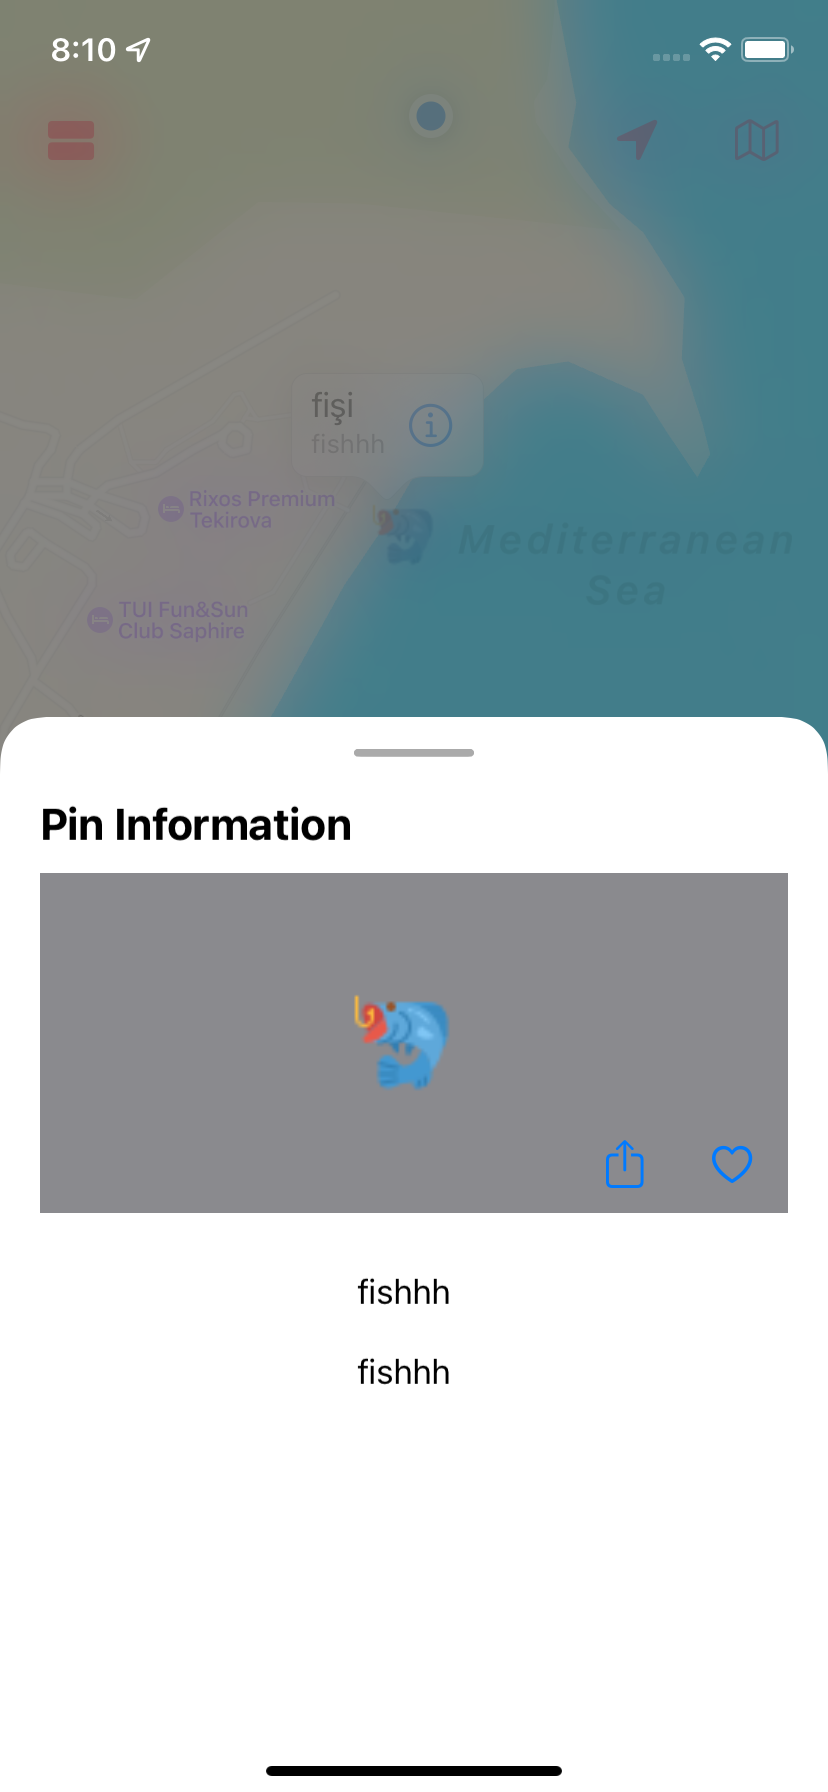 8:10
fişi
fishhh
Rixos Premium
Tekirova
Mediterranean
Sea
TUI Fun&Sun
Club Saphire
Pin Information
fishhh
fishhh